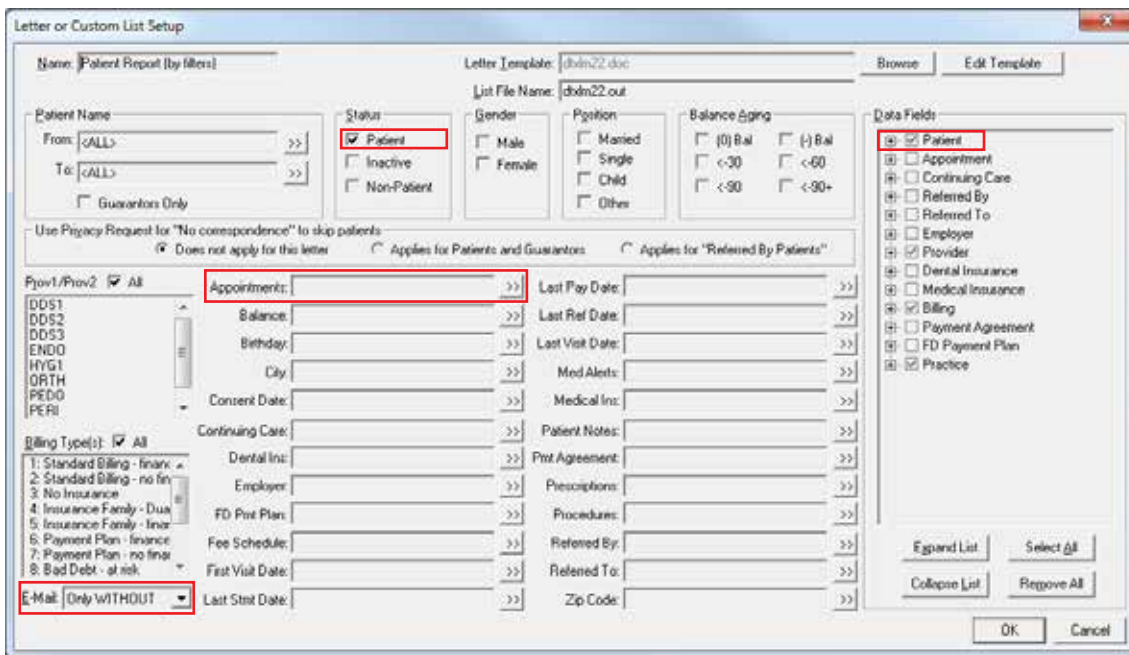 Letter or Custom List Setup
Name: Patient Report (by filters)
Letter Template: dtxlm22.doc
Browse
Edit Template
List File Name: dtxlm22.out
Patient Name
From: <ALL>
>>
To: <ALL>
>>
Guarantors Only
Status
Patient
Inactive
Non-Patient
Gender
Male
Female
Position
Married
Single
Child
Other
Balance Aging
(0) Bal
(-) Bal
<-30
<-60
<-90
<-90+
Use Privacy Request for "No correspondence" to skip patients
Does not apply for this letter
Applies for Patients and Guarantors
Applies for "Referred By Patients"
Prov1/Prov2
All
DDS1
DDS2
DDS3
ENDO
HYG1
ORTH
PEDO
PERI
Billing Type(s):
All
1: Standard Billing - financ
2: Standard Billing - no fin
3: No Insurance
4: Insurance Family - Dua
5: Insurance Family - finar
6: Payment Plan - finance
7: Payment Plan - no finar
8: Bad Debt - at risk
E-Mail: Only WITHOUT
Appointments: >>
Balance: >>
Birthday: >>
City: >>
Consent Date: >>
Continuing Care: >>
Dental Ins: >>
Employer: >>
FD Pmt Plan: >>
Fee Schedule: >>
First Visit Date: >>
Last Stmt Date: >>
Last Pay Date: >>
Last Ref Date: >>
Last Visit Date: >>
Med Alerts: >>
Medical Ins: >>
Patient Notes: >>
Pmt Agreement: >>
Prescriptions: >>
Procedures: >>
Referred By: >>
Referred To: >>
Zip Code: >>
Data Fields
Patient
Appointment
Continuing Care
Referred By
Referred To
Employer
Provider
Dental Insurance
Medical Insurance
Billing
Payment Agreement
FD Payment Plan
Practice
Expand List
Select All
Collapse List
Remove All
OK
Cancel